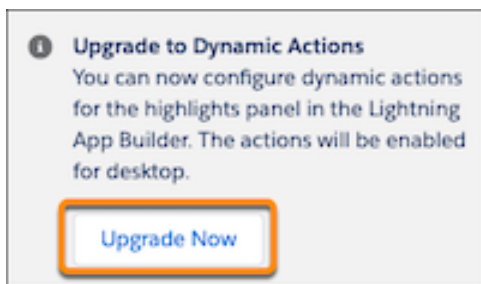 Upgrade to Dynamic Actions
You can now configure dynamic actions
for the highlights panel in the Lightning
App Builder. The actions will be enabled
for desktop.
Upgrade Now